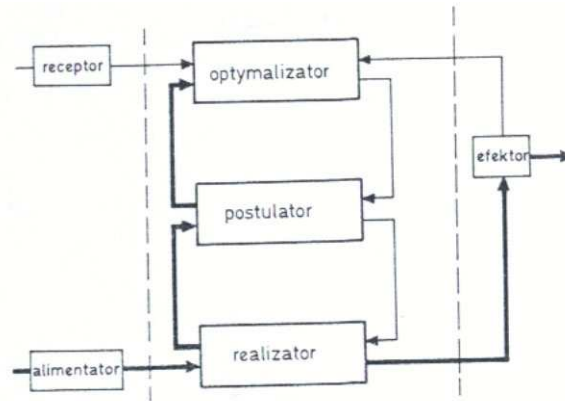 receptor
optymalizator
efektor
postulator
realizator
alimentator